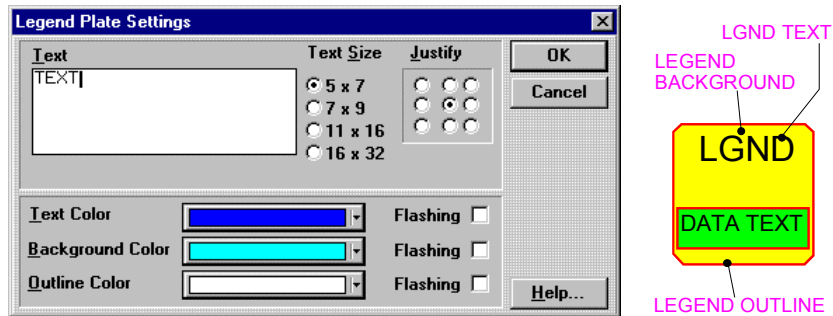 Legend Plate Settings
Text
Text Size
Justify
TEXT
5 x 7
7 x 9
11 x 16
16 x 32
OK
Cancel
Text Color
Flashing
Background Color
Flashing
Outline Color
Flashing
Help...
LGND TEXT
LEGEND
BACKGROUND
LGND
DATA TEXT
LEGEND OUTLINE